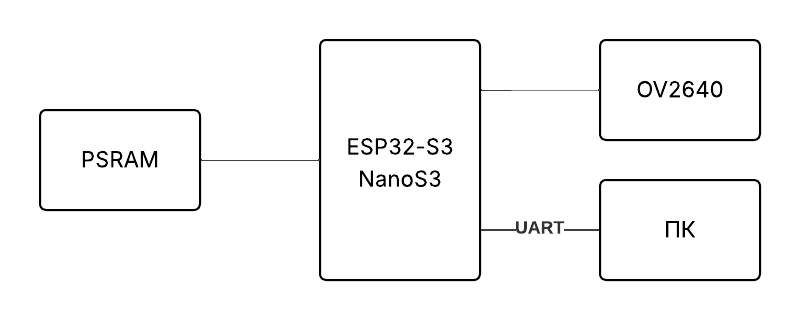 PSRAM
ESP32-S3
NanoS3
OV2640
UART
ПК